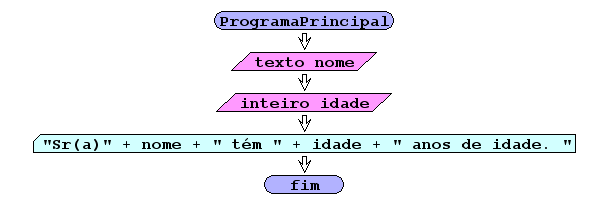 ProgramaPrincipal
texto nome
inteiro idade
"Sr(a)" + nome + " tém " + idade + " anos de idade. "
fim